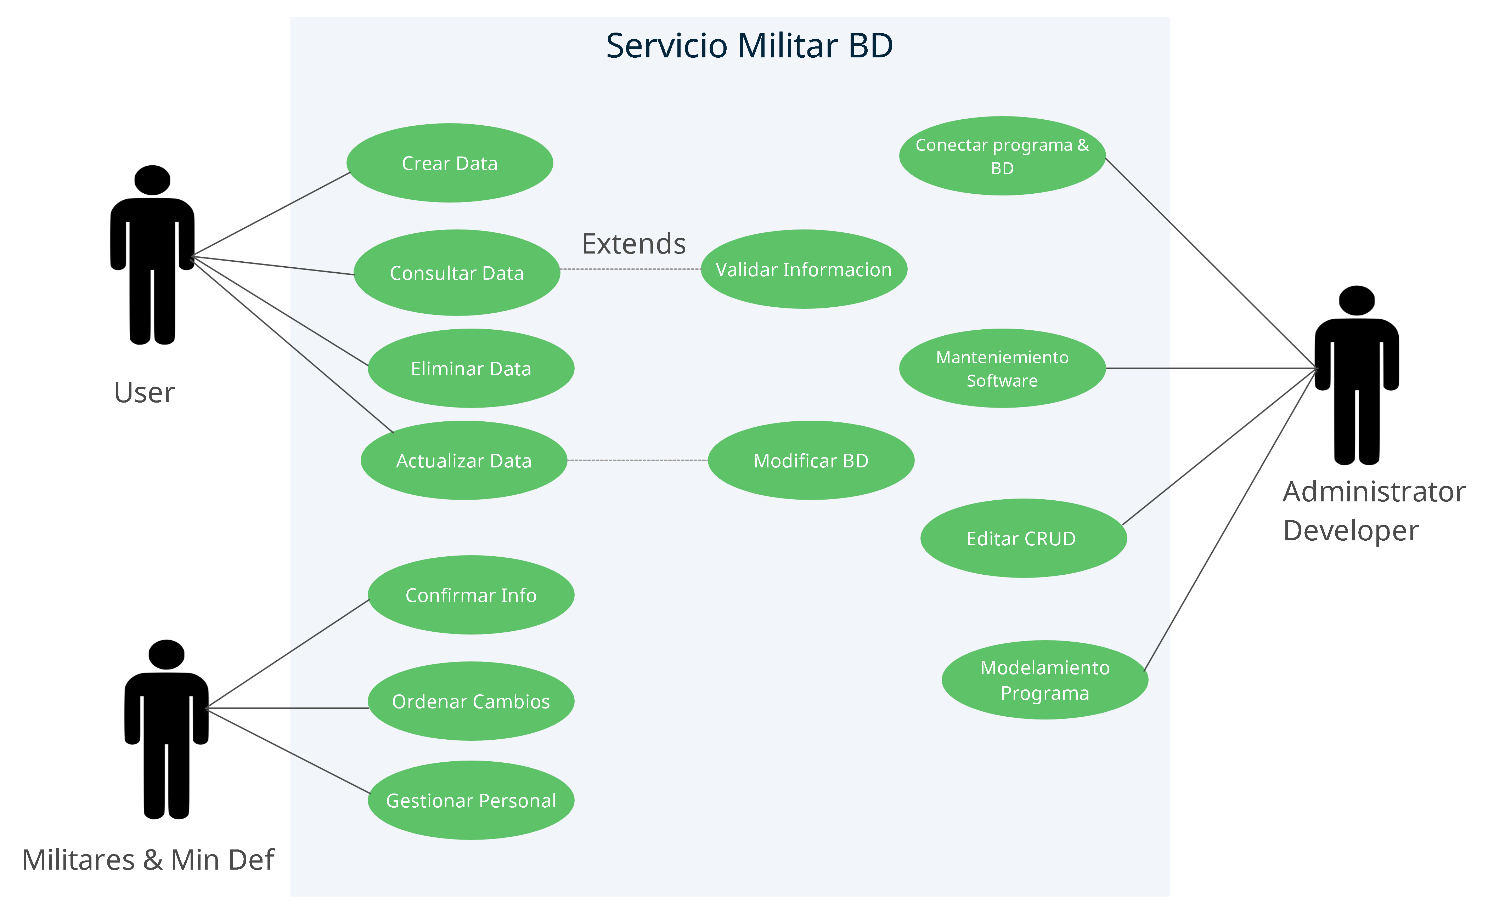 Servicio Militar BD
Crear Data
Conectar programa &
BD
Consultar Data
Extends
Validar Informacion
Eliminar Data
Manteniemiento
Software
User
Actualizar Data
Modificar BD
Administrator
Developer
Editar CRUD
Confirmar Info
Ordenar Cambios
Modelamiento
Programa
Gestionar Personal
Militares & Min Def